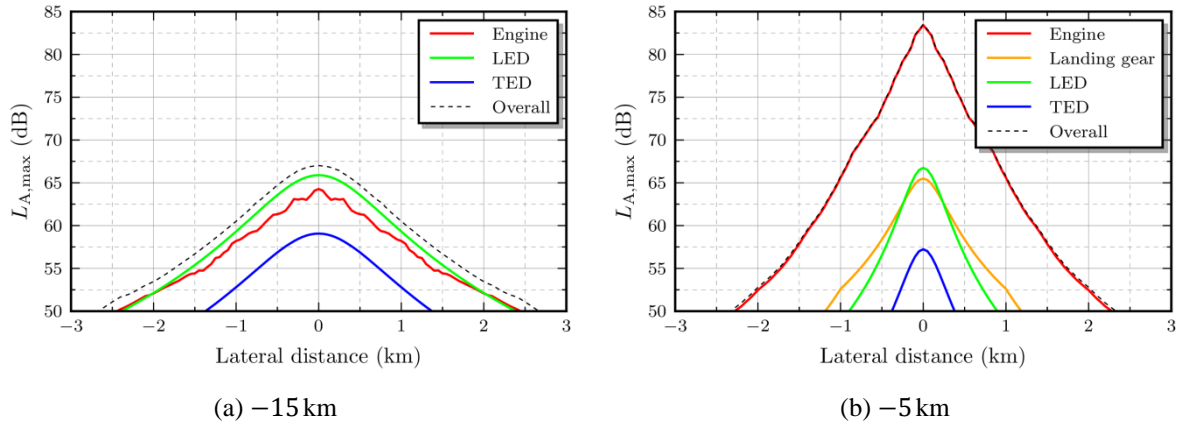 85
80
75
70
65
60
55
50
L_A,max (dB)
Engine
LED
TED
Overall
−3 −2 −1 0 1 2 3
Lateral distance (km)
(a) −15 km
85
80
75
70
65
60
55
50
L_A,max (dB)
Engine
Landing gear
LED
TED
Overall
−3 −2 −1 0 1 2 3
Lateral distance (km)
(b) −5 km